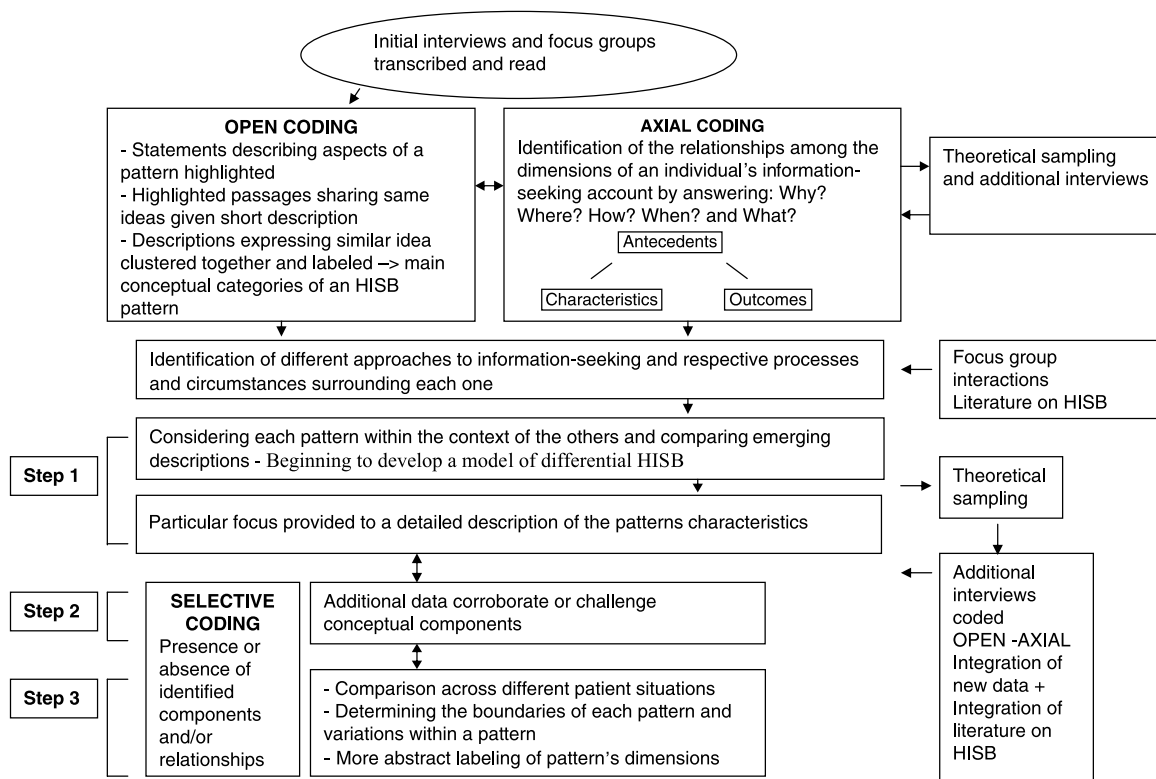 Initial interviews and focus groups
transcribed and read
OPEN CODING
- Statements describing aspects of a
pattern highlighted
- Highlighted passages sharing same
ideas given short description
- Descriptions expressing similar idea
clustered together and labeled –> main
conceptual categories of an HISB
pattern
AXIAL CODING
Identification of the relationships among the
dimensions of an individual's information-
seeking account by answering: Why?
Where? How? When? and What?
Antecedents
Characteristics
Outcomes
Theoretical sampling
and additional interviews
Identification of different approaches to information-seeking and respective processes
and circumstances surrounding each one
Focus group
interactions
Literature on HISB
Step 1
Considering each pattern within the context of the others and comparing emerging
descriptions - Beginning to develop a model of differential HISB
Particular focus provided to a detailed description of the patterns characteristics
Theoretical
sampling
Step 2
SELECTIVE
CODING
Presence or
absence of
identified
components
and/or
relationships
Additional data corroborate or challenge
conceptual components
Additional
interviews
coded
OPEN -AXIAL
Integration of
new data +
Integration of
literature on
HISB
Step 3
- Comparison across different patient situations
- Determining the boundaries of each pattern and
variations within a pattern
- More abstract labeling of pattern's dimensions